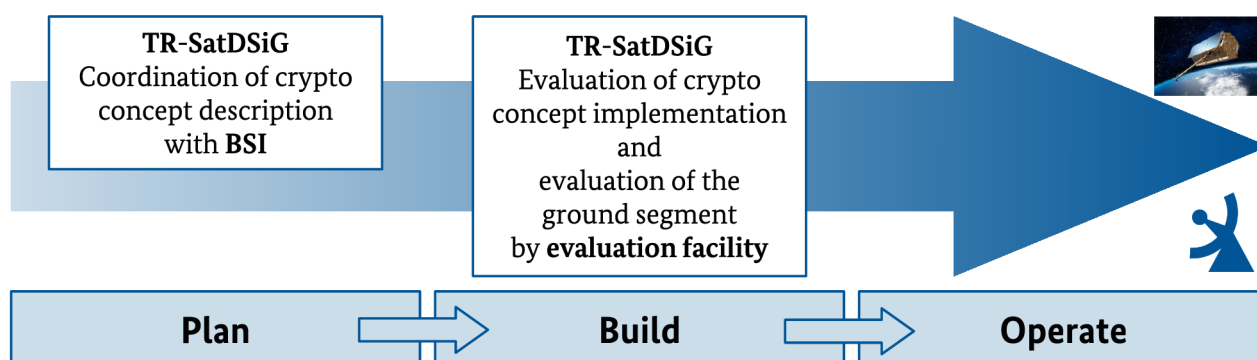 TR-SatDSiG
Coordination of crypto
concept description
with BSI
TR-SatDSiG
Evaluation of crypto
concept implementation
and
evaluation of the
ground segment
by evaluation facility
Plan
Build
Operate